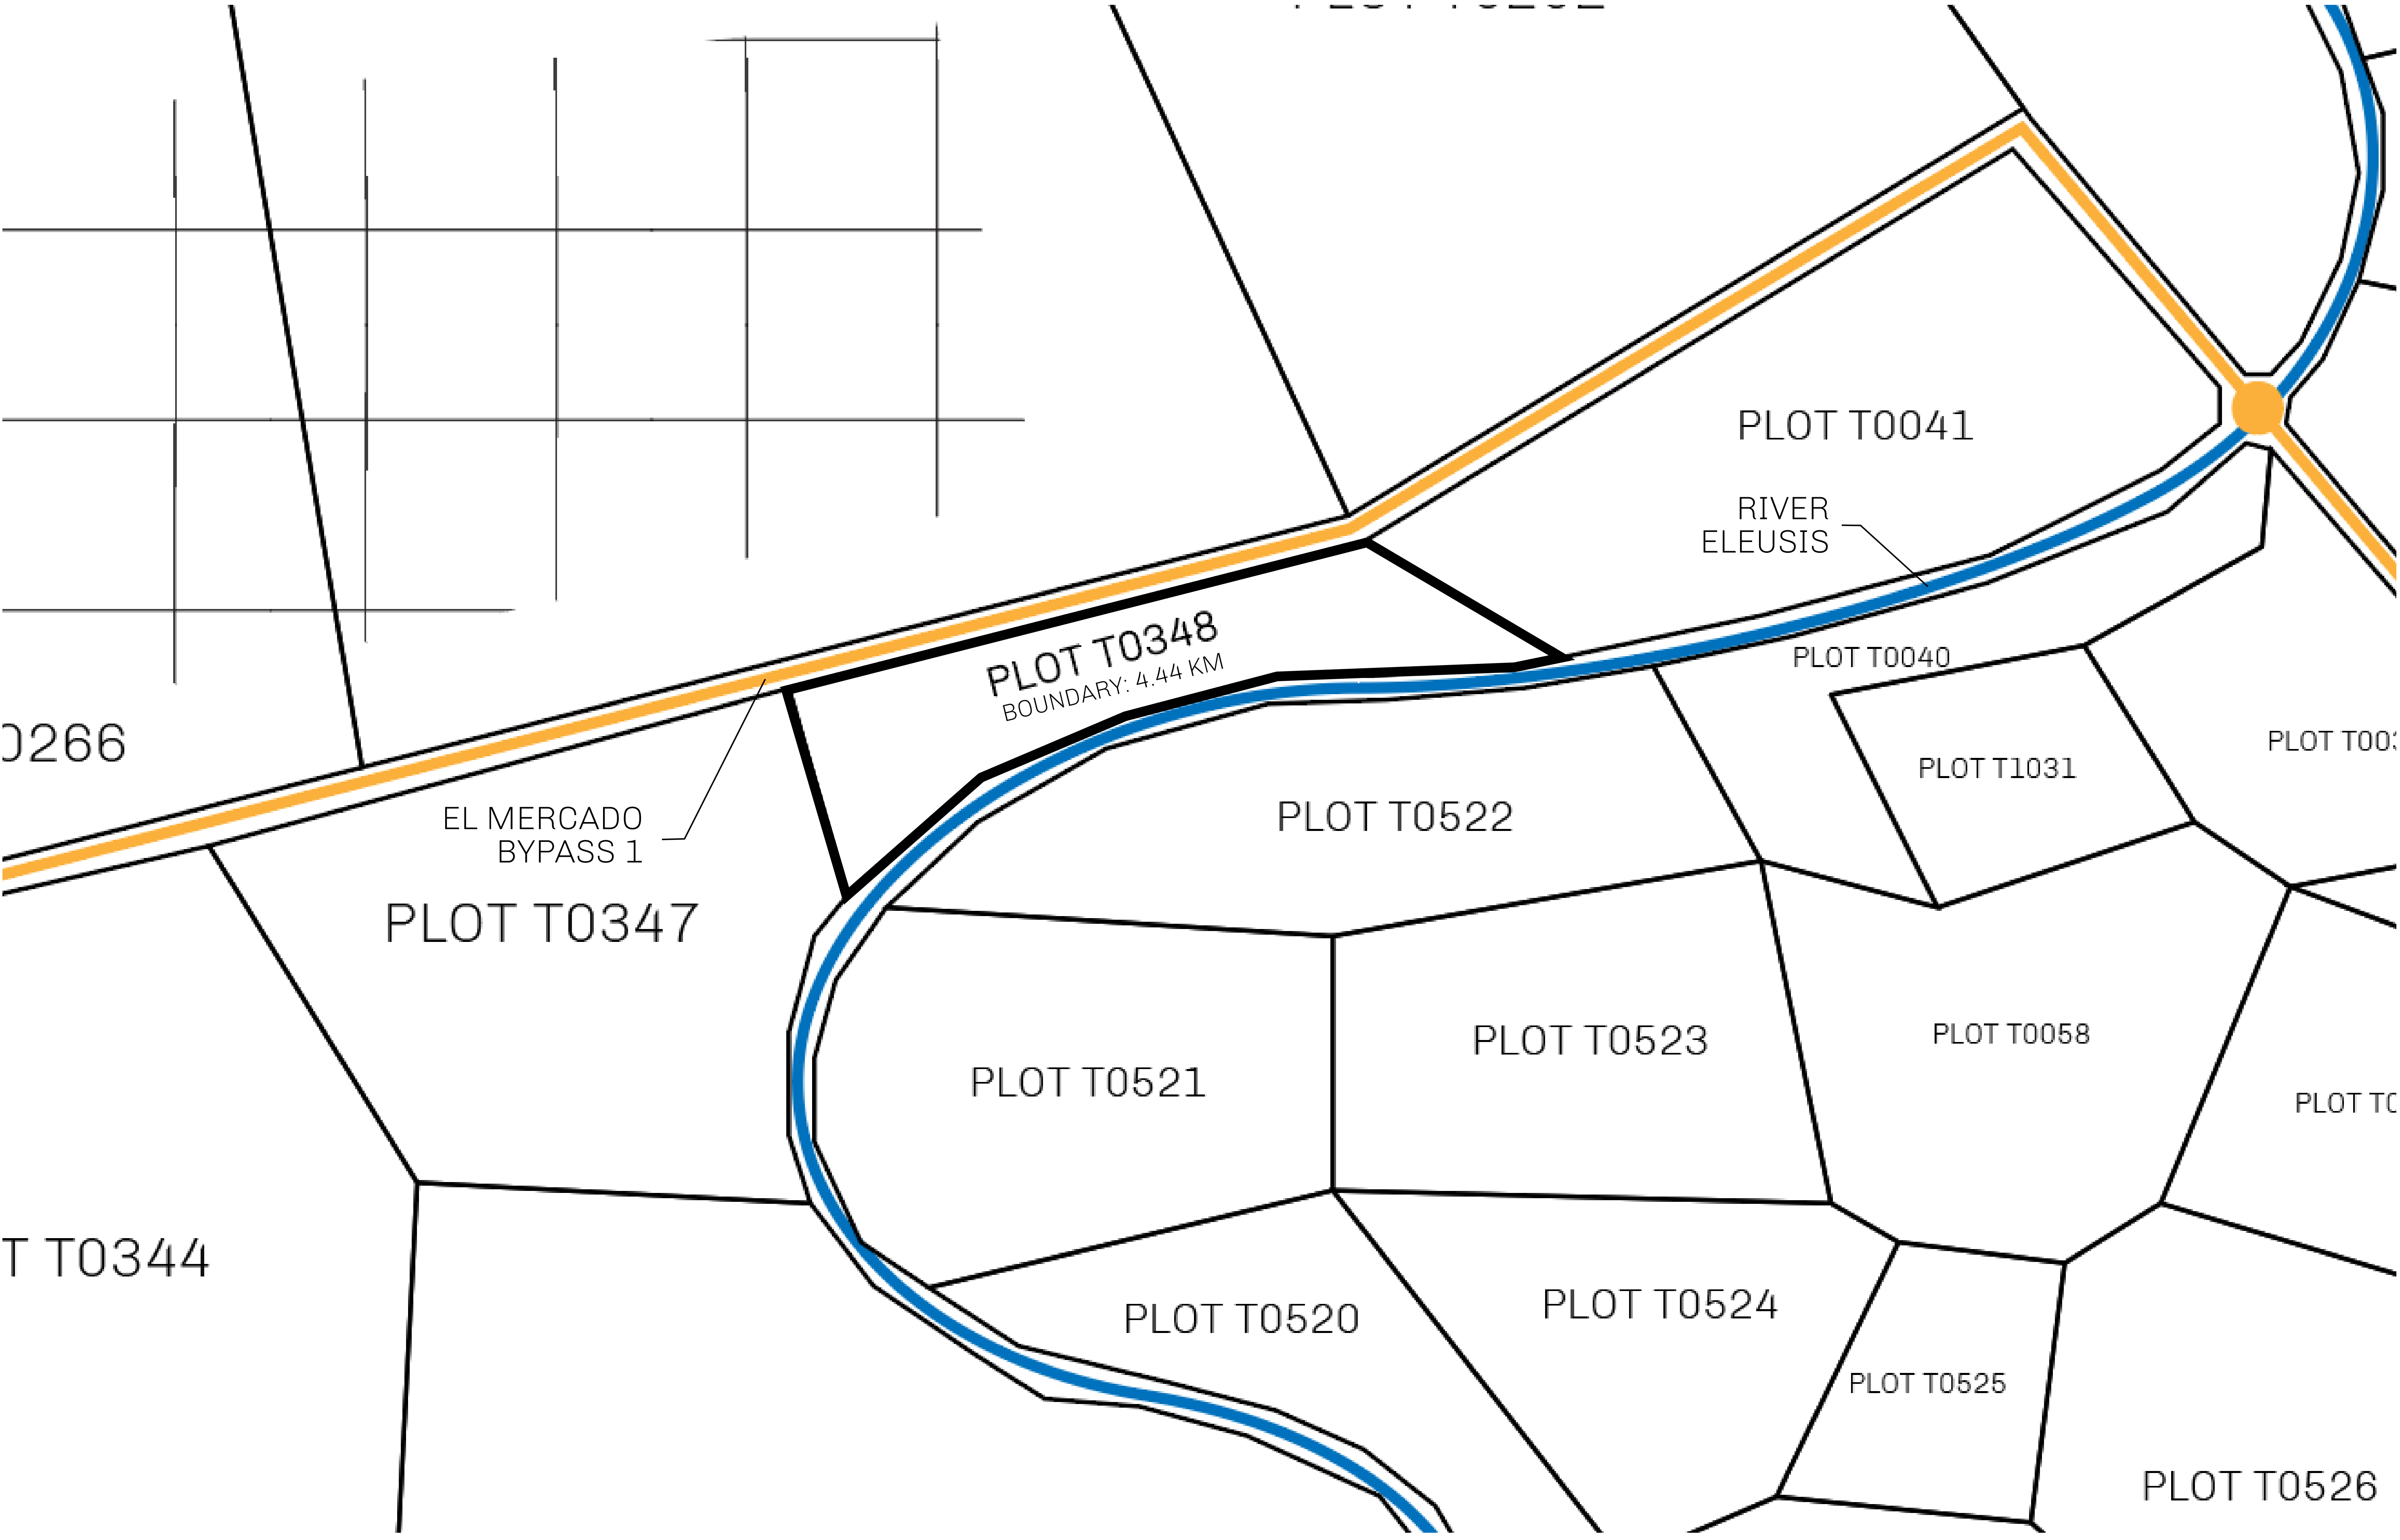 PLOT T0041
RIVER
ELEUSIS
PLOT T0348
BOUNDARY: 4.44 KM
PLOT T0040
0266
PLOT T1031
EL MERCADO
BYPASS 1
PLOT T0522
PLOT T0347
PLOT T0521
PLOT T0523
PLOT T0058
T T0344
PLOT T0520
PLOT T0524
PLOT T0525
PLOT T0526